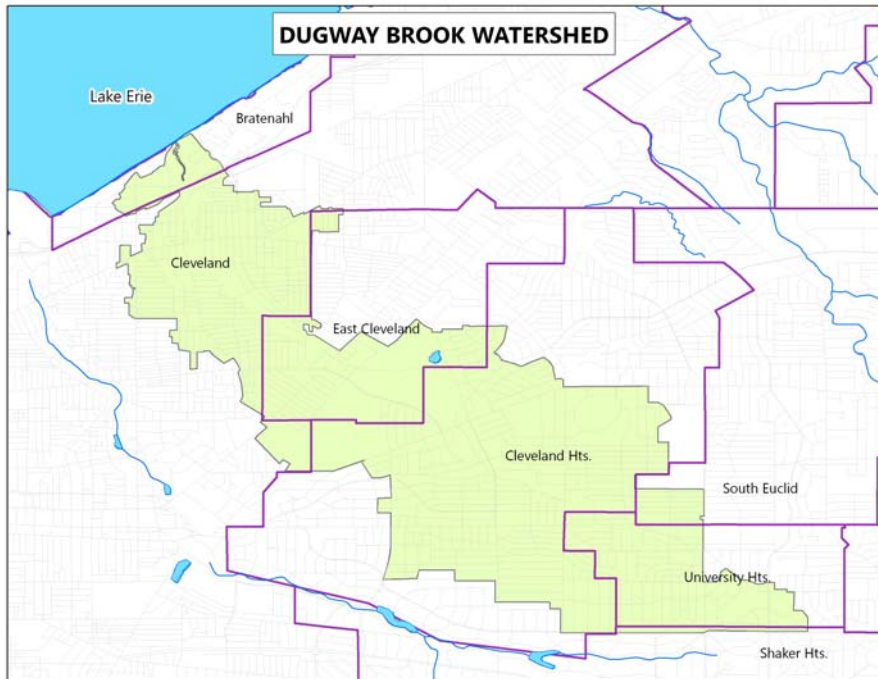 DUGWAY BROOK WATERSHED
Lake Erie
Bratenahl
Cleveland
East Cleveland
Cleveland Hts.
South Euclid
University Hts.
Shaker Hts.